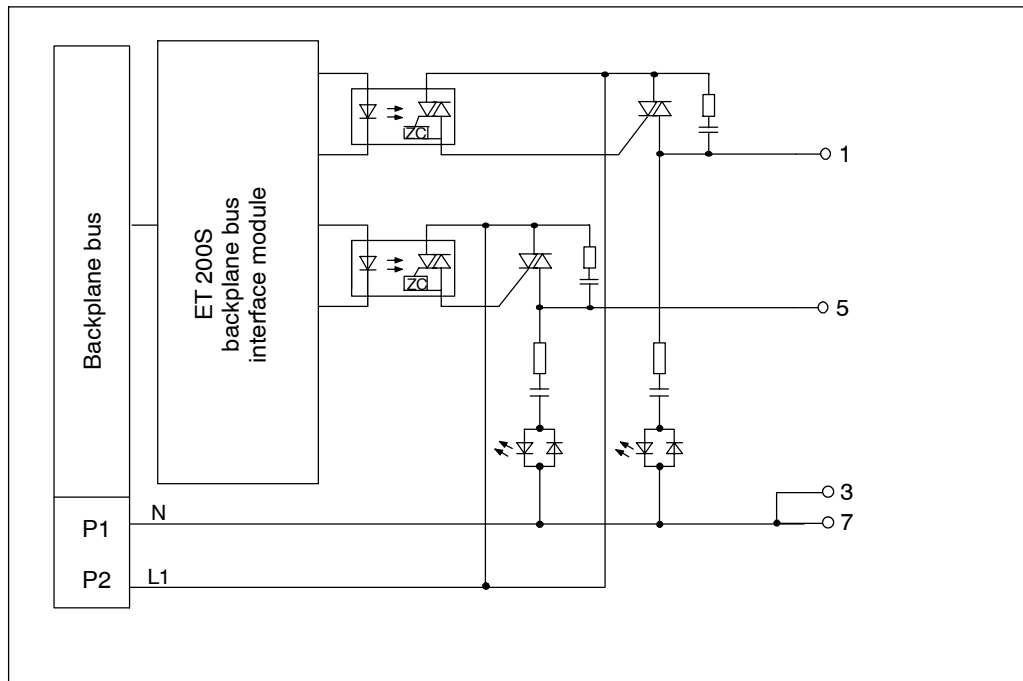 Backplane bus
ET 200S
backplane bus
interface module
ZC
1
ZC
5
3
P1
N
7
P2
L1